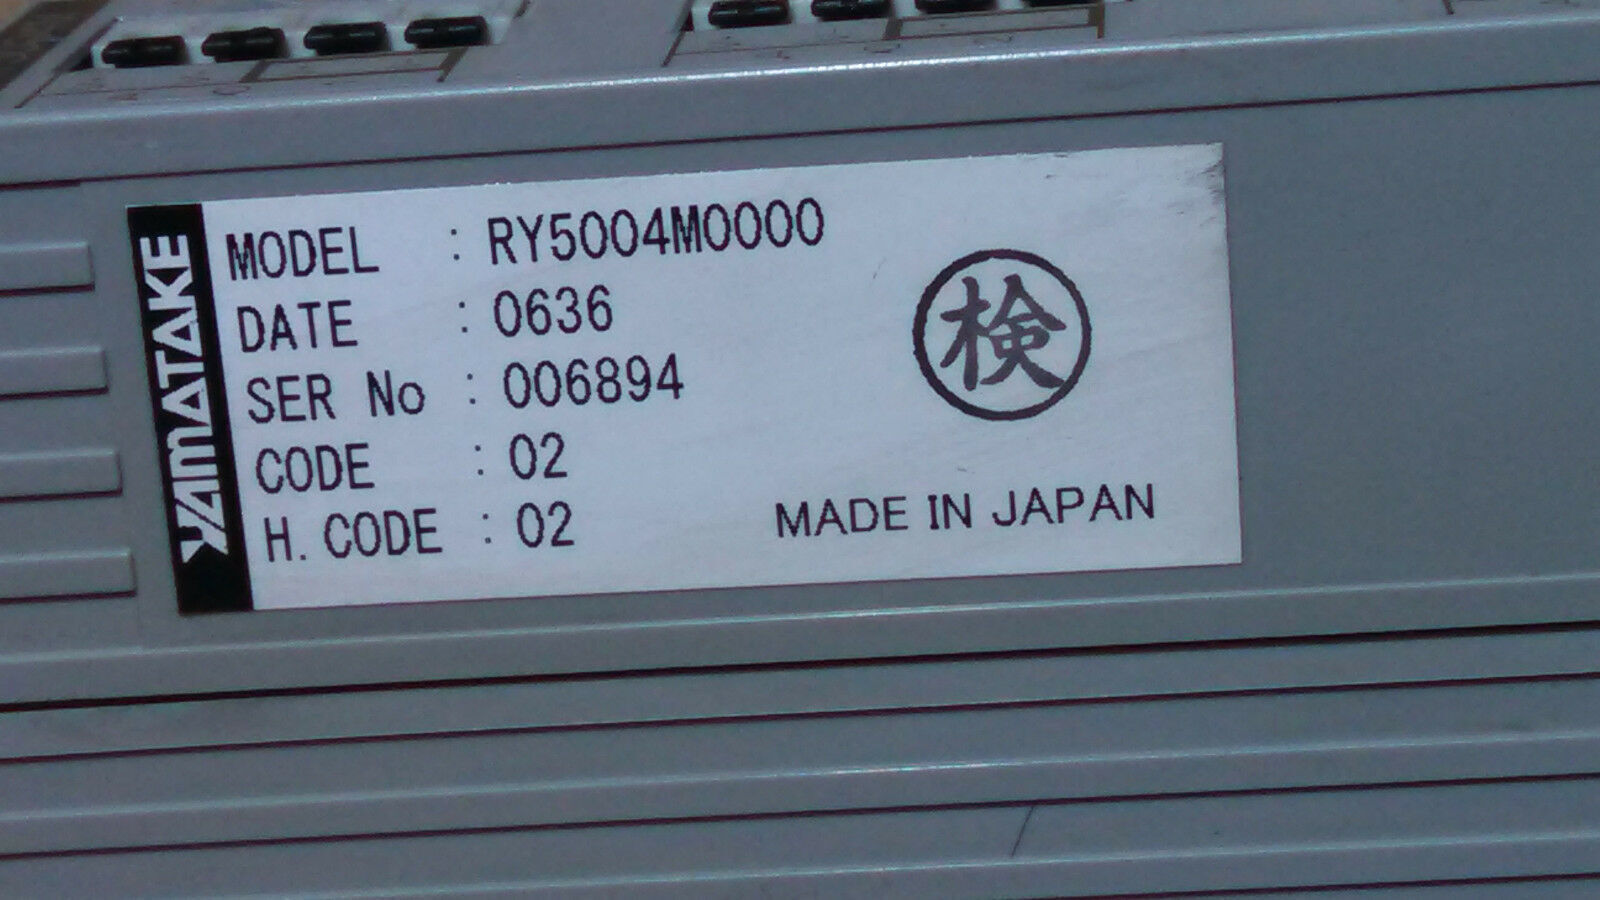 YAMATAKE
MODEL : RY5004M0000
DATE : 0636
SER No : 006894
CODE : 02
H. CODE : 02
検
MADE IN JAPAN